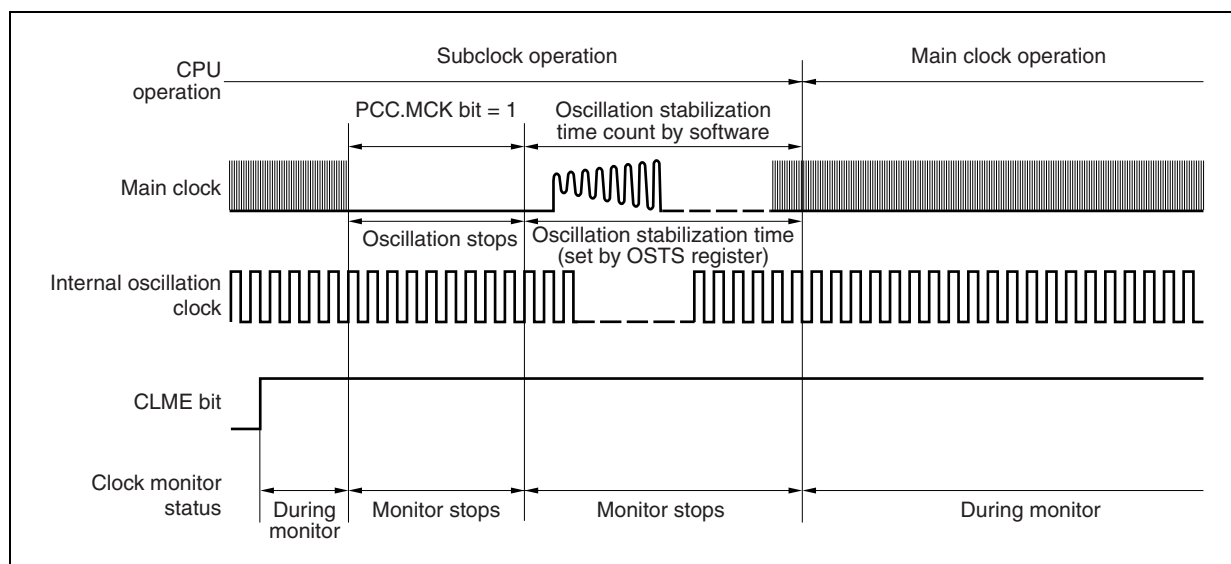 Subclock operation
Main clock operation
CPU
operation
PCC.MCK bit = 1
Oscillation stabilization
time count by software
Main clock
Oscillation stops
Oscillation stabilization time
(set by OSTS register)
Internal oscillation
clock
CLME bit
Clock monitor
status
During
monitor
Monitor stops
Monitor stops
During monitor